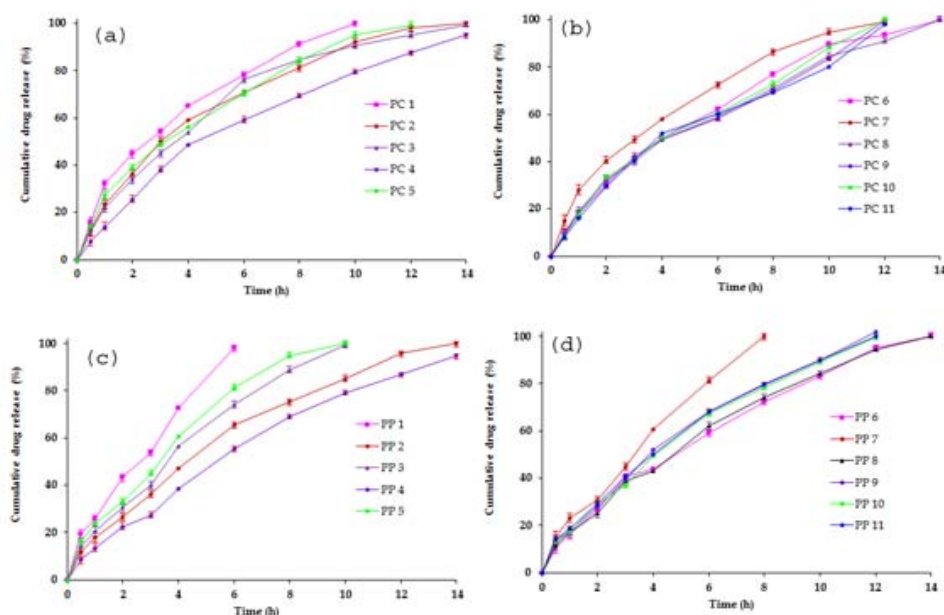 (a)
Cumulative drug release (%)
100
80
60
40
20
0
0 2 4 6 8 10 12 14
Time (h)
PC 1
PC 2
PC 3
PC 4
PC 5
(b)
Cumulative drug release (%)
100
80
60
40
20
0
0 2 4 6 8 10 12 14
Time (h)
PC 6
PC 7
PC 8
PC 9
PC 10
PC 11
(c)
Cumulative drug release (%)
100
80
60
40
20
0
0 2 4 6 8 10 12 14
Time (h)
PP 1
PP 2
PP 3
PP 4
PP 5
(d)
Cumulative drug release (%)
100
80
60
40
20
0
0 2 4 6 8 10 12 14
Time (h)
PP 6
PP 7
PP 8
PP 9
PP 10
PP 11